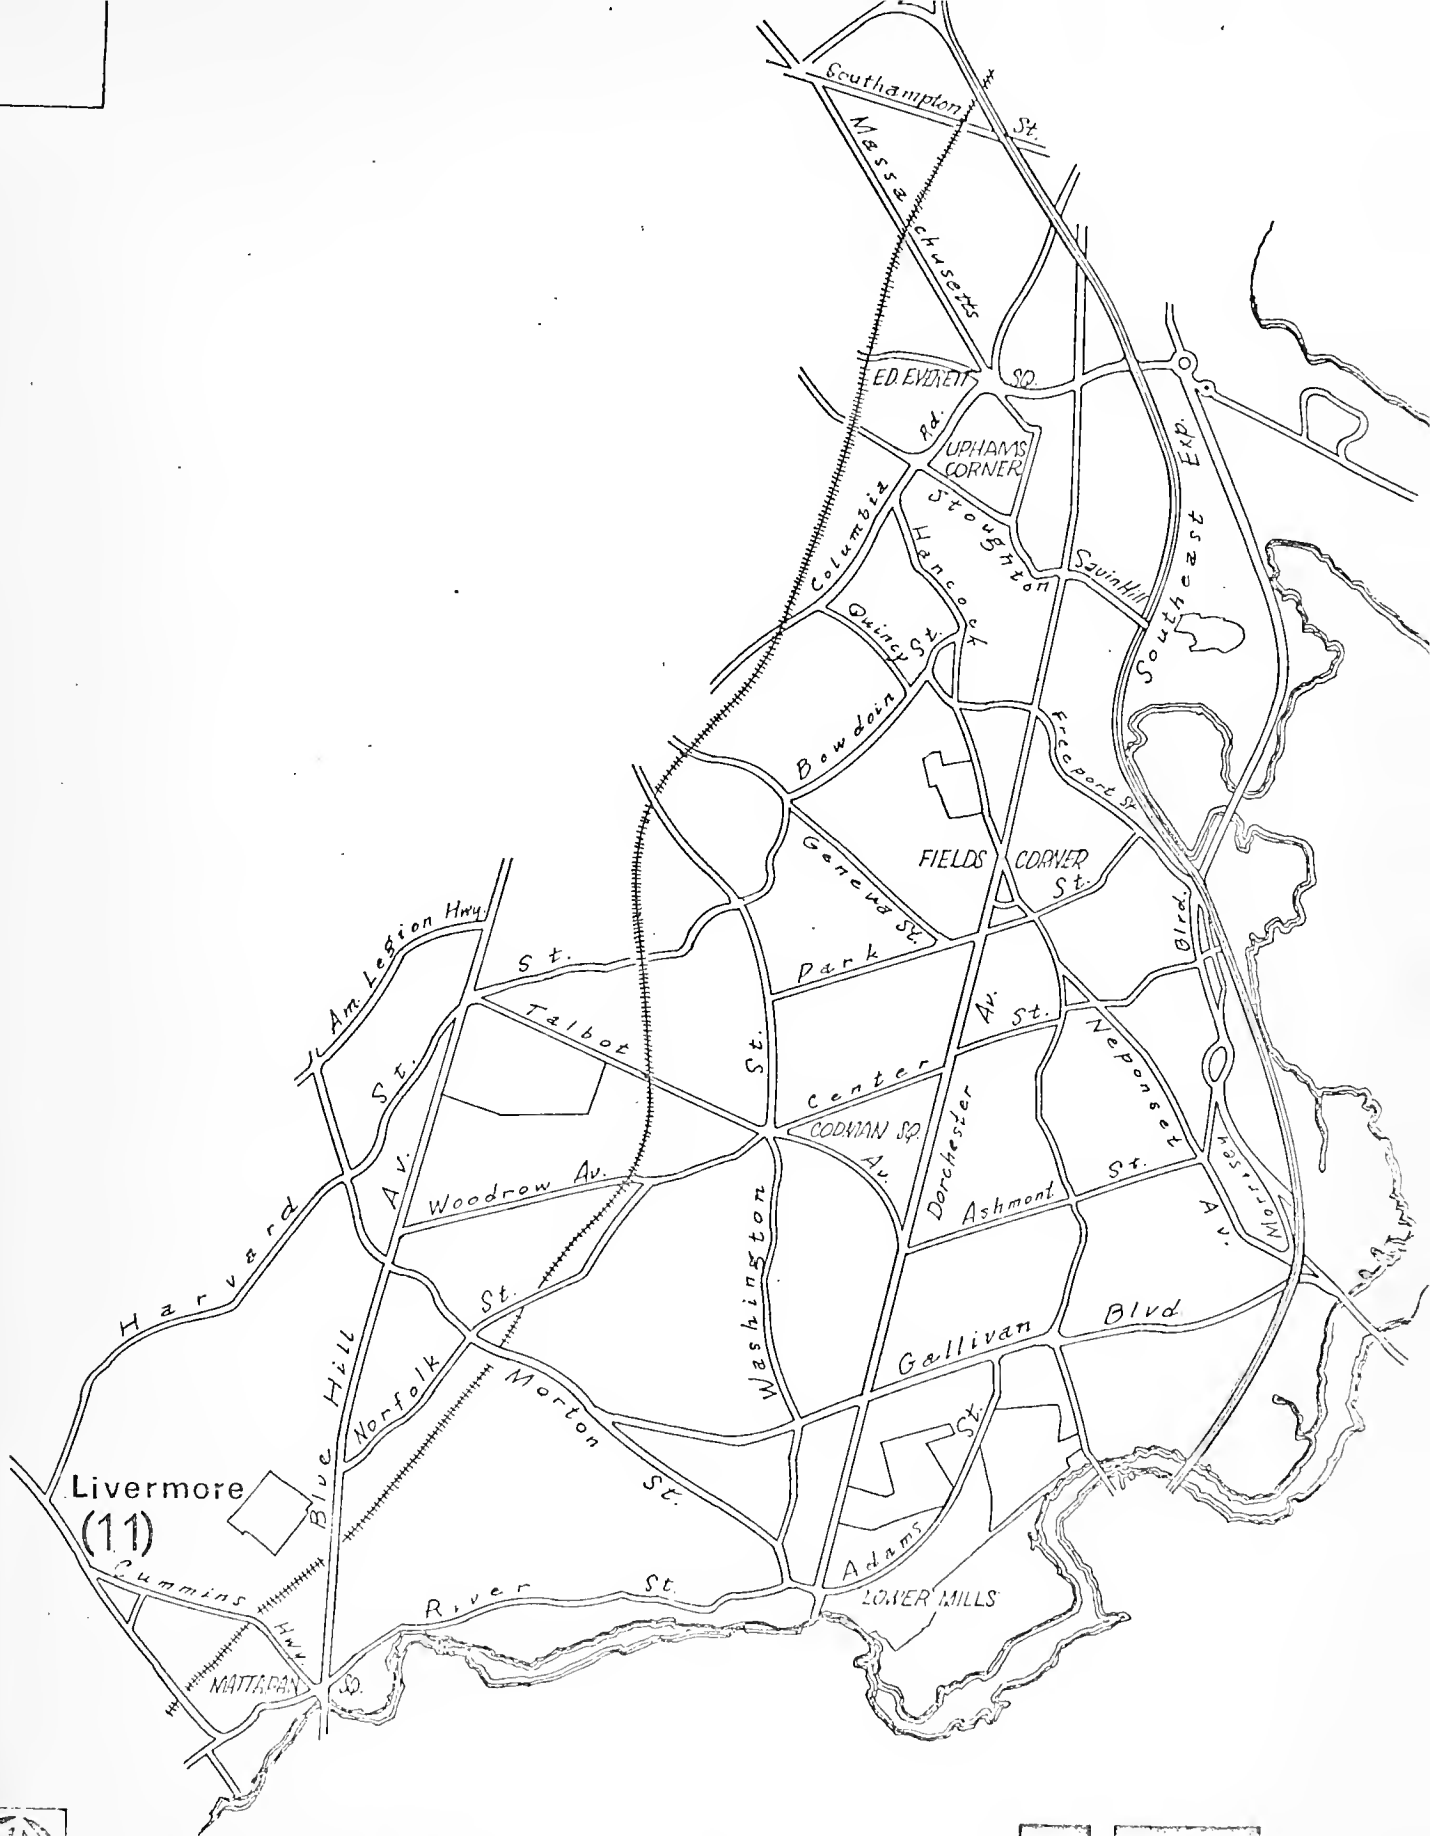 Southampton St.
Massachusetts
ED. EVERETT SQ.
Rd.
UPHAMS
CORNER
Exp.
Columbia
Stoughton
Hancock
Savin Hill
Southeast
Quincy
St.
Bowdoin
Freeport St
Geneva St.
FIELDS CORNER
St.
Am. Legion Hwy.
St.
Park
Blvd.
Talbot
St.
Av.
St.
Neponset
St.
Center
CODMAN SQ.
Av.
Dorchester
Morrissey
Av.
Woodrow Av.
Ashmont St.
Av.
Harvard
Washington
St.
Gallivan Blvd.
Hill
Norfolk
Morton
St.
St.
Blue
Livermore
(11)
Cummins
Hwy.
River St.
Adams
LOWER MILLS
MATTAPAN SQ.